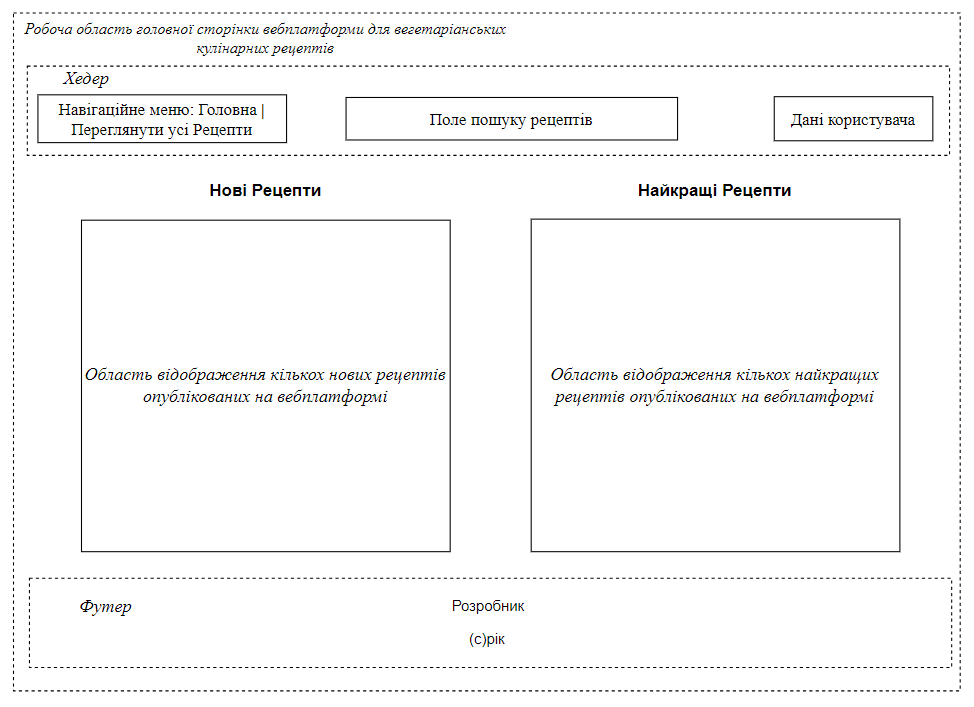 Робоча область головної сторінки вебплатформи для вегетаріанських
кулінарних рецептів
Хедер
Навігаційне меню: Головна |
Переглянути усі Рецепти
Поле пошуку рецептів
Дані користувача
Нові Рецепти
Найкращі Рецепти
Область відображення кількох нових рецептів
опублікованих на вебплатформі
Область відображення кількох найкращих
рецептів опублікованих на вебплатформі
Футер
Розробник
(с)рік